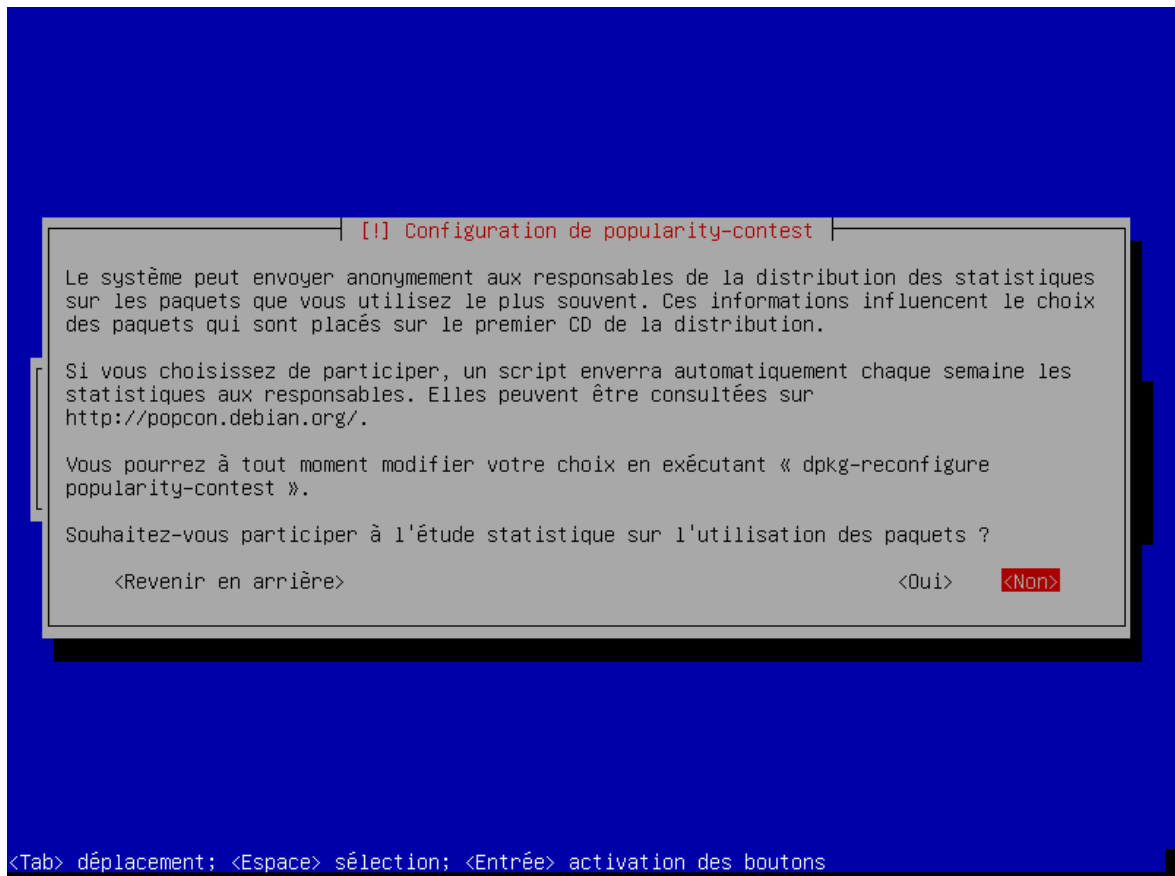 [!] Configuration de popularity-contest
Le système peut envoyer anonymement aux responsables de la distribution des statistiques
sur les paquets que vous utilisez le plus souvent. Ces informations influencent le choix
des paquets qui sont placés sur le premier CD de la distribution.
Si vous choisissez de participer, un script enverra automatiquement chaque semaine les
statistiques aux responsables. Elles peuvent être consultées sur
http://popcon.debian.org/.
Vous pourrez à tout moment modifier votre choix en exécutant « dpkg-reconfigure
popularity-contest ».
Souhaitez-vous participer à l'étude statistique sur l'utilisation des paquets ?
<Revenir en arrière> <Oui> <Non>
<Tab> déplacement; <Espace> sélection; <Entrée> activation des boutons